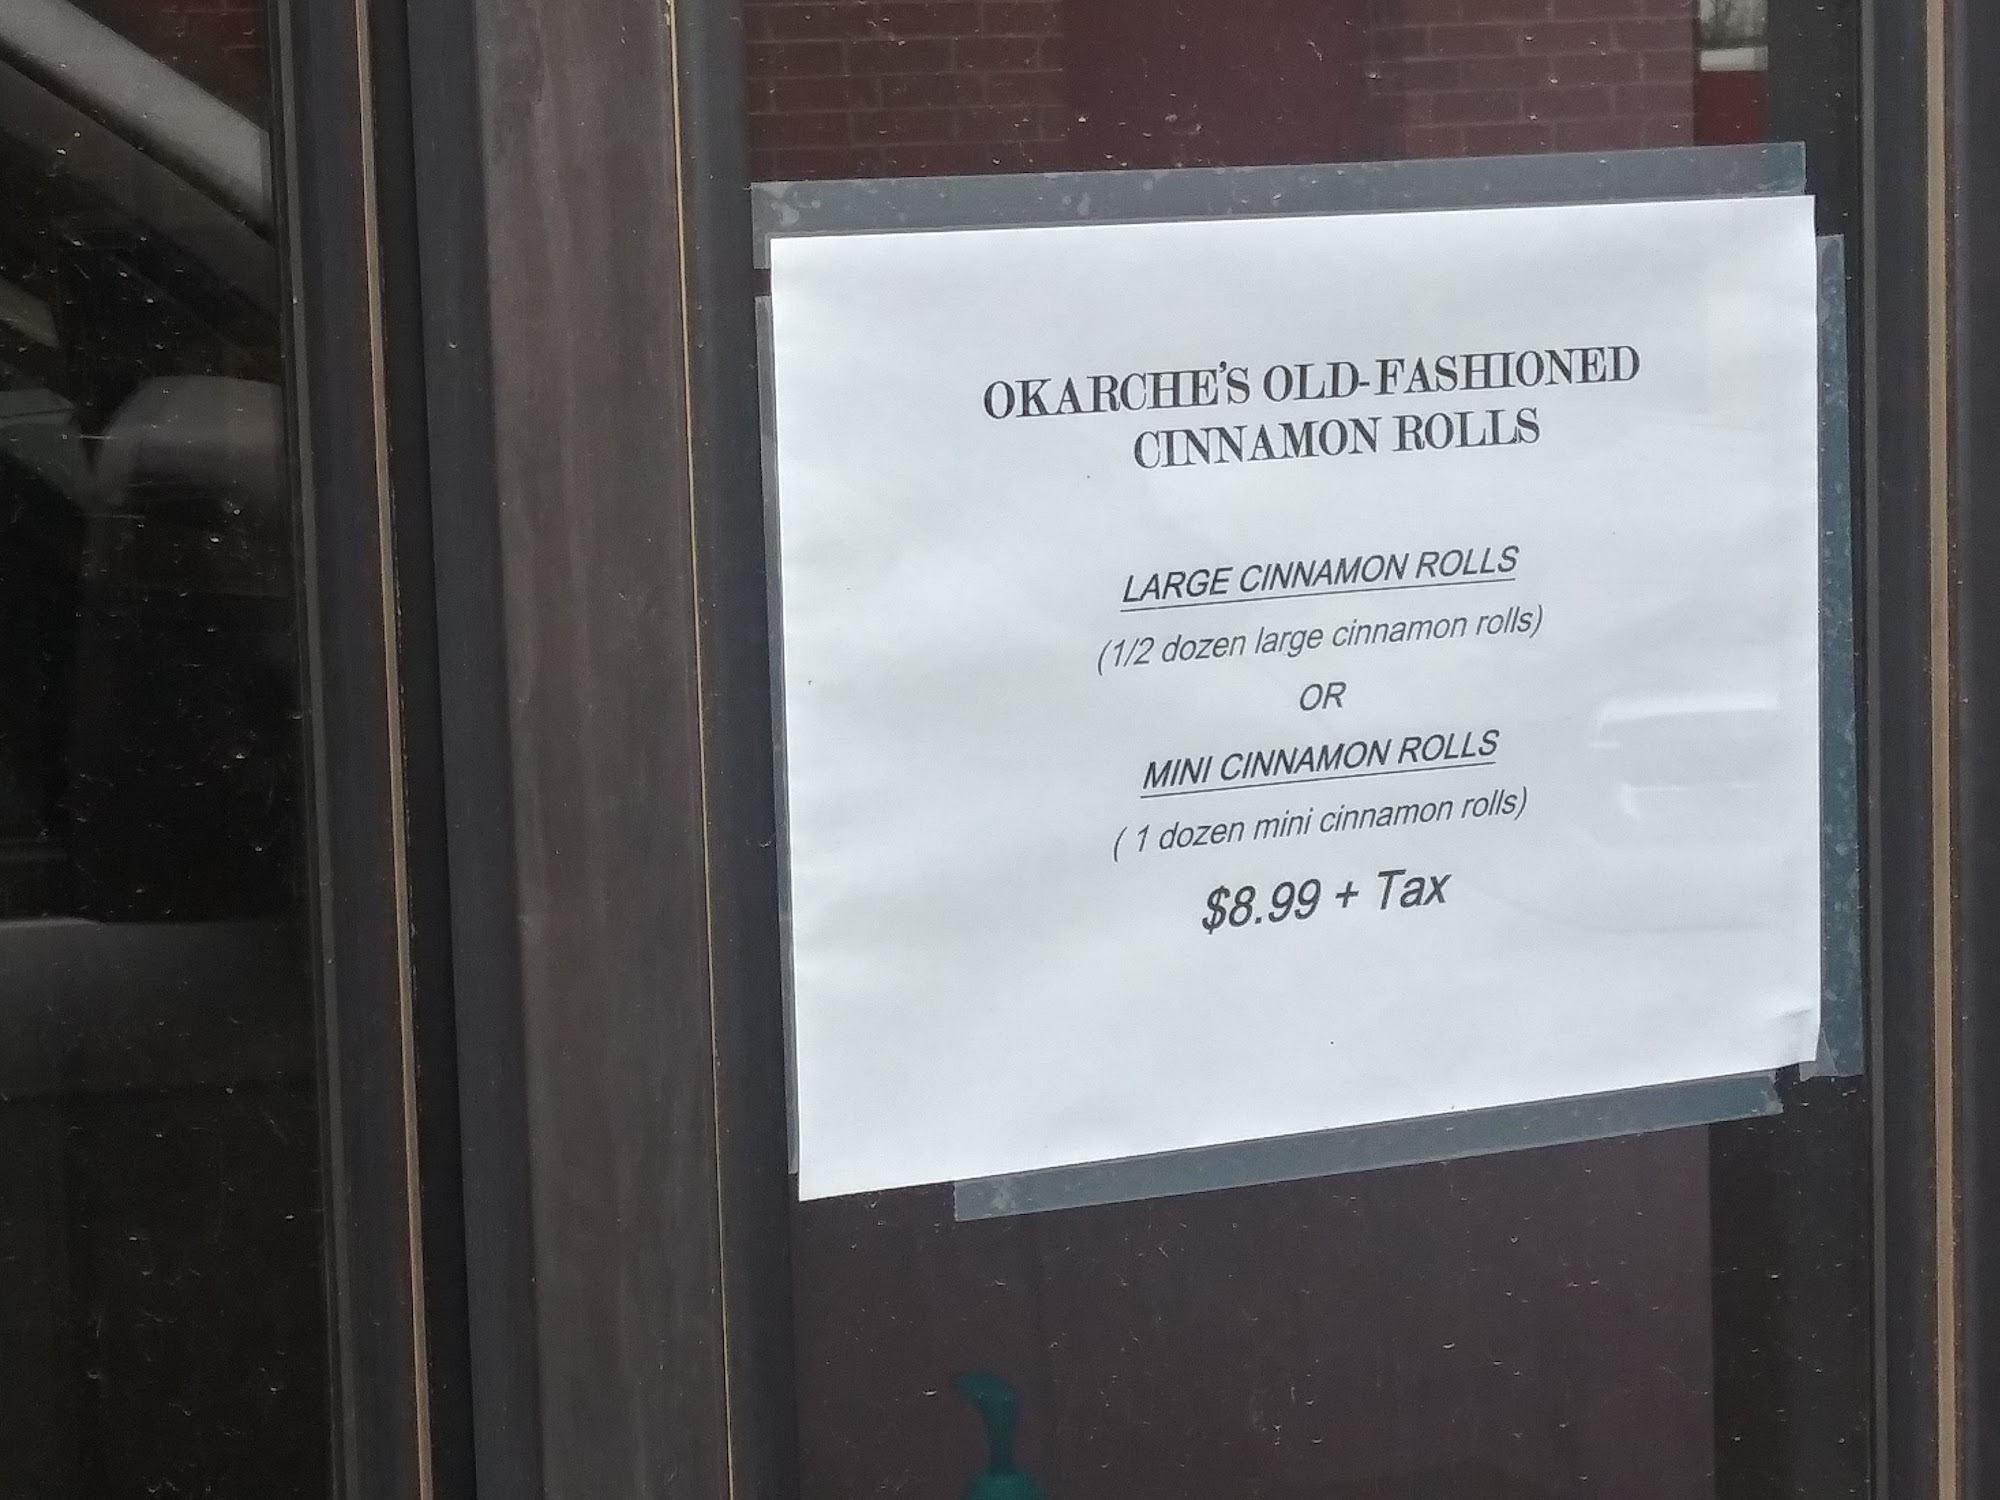 OKARCHE'S OLD-FASHIONED
CINNAMON ROLLS
LARGE CINNAMON ROLLS
(1/2 dozen large cinnamon rolls)
OR
MINI CINNAMON ROLLS
( 1 dozen mini cinnamon rolls)
$8.99 + Tax